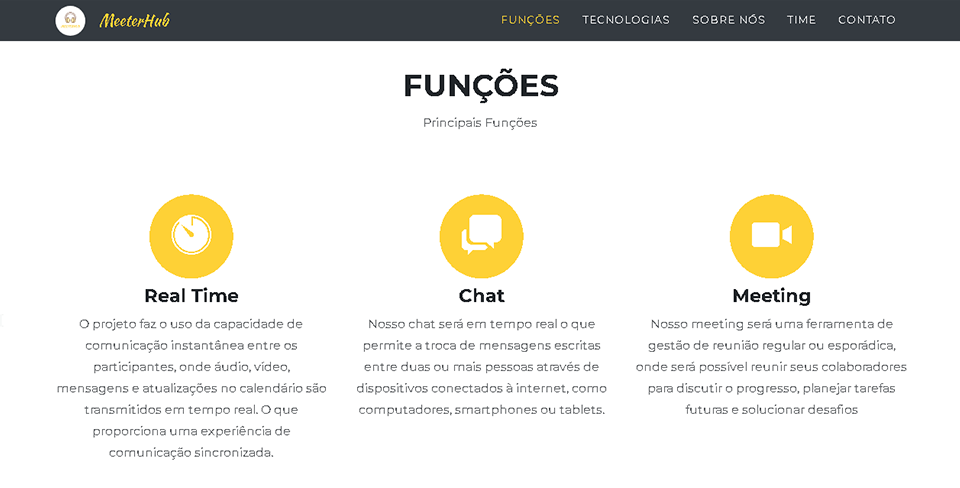 MeeterHub
FUNÇÕES TECNOLOGIAS SOBRE NÓS TIME CONTATO
FUNÇÕES
Principais Funções
Real Time
O projeto faz o uso da capacidade de
comunicação instantânea entre os
participantes, onde áudio, vídeo,
mensagens e atualizações no calendário são
transmitidos em tempo real. O que
proporciona uma experiência de
comunicação sincronizada.
Chat
Nosso chat será em tempo real o que
permite a troca de mensagens escritas
entre duas ou mais pessoas através de
dispositivos conectados à internet, como
computadores, smartphones ou tablets.
Meeting
Nosso meeting será uma ferramenta de
gestão de reunião regular ou esporádica,
onde será possível reunir seus colaboradores
para discutir o progresso, planejar tarefas
futuras e solucionar desafios